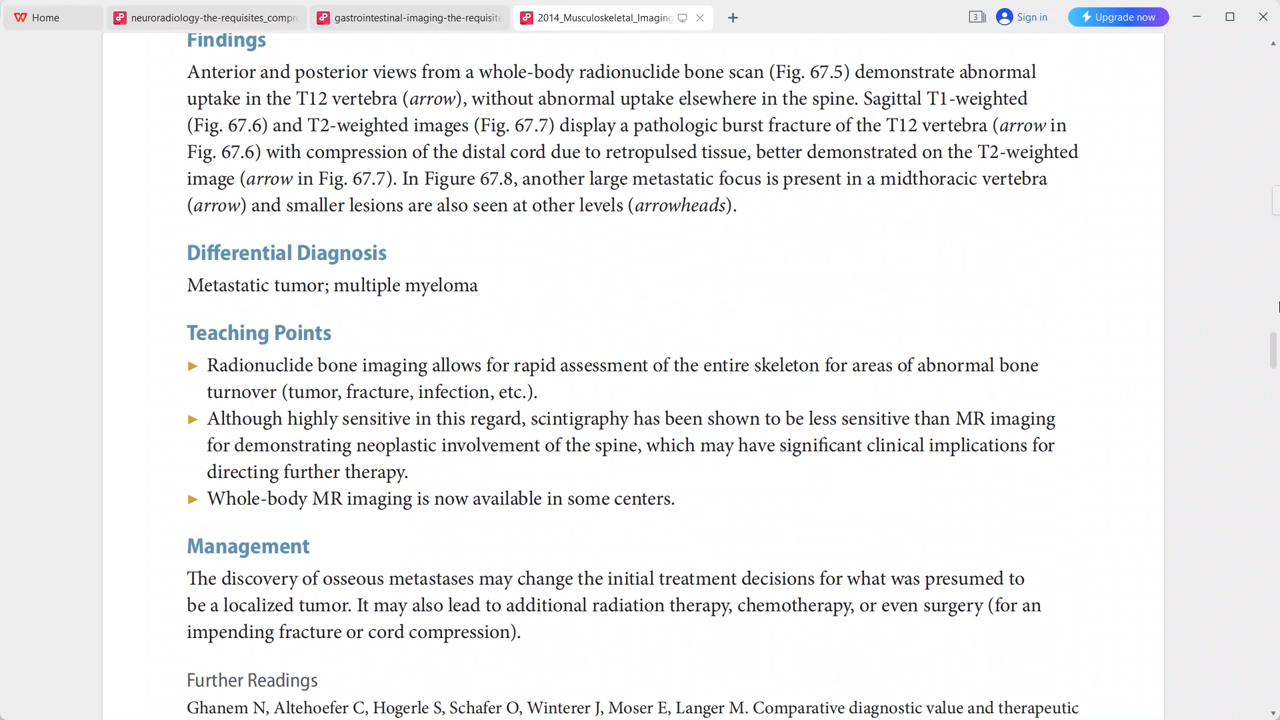 Home
neuroradiology-the-requisites_compr
gastrointestinal-imaging-the-requisite
2014_Musculoskeletal_Imaging
3
Sign in
Upgrade now
Findings
Anterior and posterior views from a whole-body radionuclide bone scan (Fig. 67.5) demonstrate abnormal
uptake in the T12 vertebra (arrow), without abnormal uptake elsewhere in the spine. Sagittal T1-weighted
(Fig. 67.6) and T2-weighted images (Fig. 67.7) display a pathologic burst fracture of the T12 vertebra (arrow in
Fig. 67.6) with compression of the distal cord due to retropulsed tissue, better demonstrated on the T2-weighted
image (arrow in Fig. 67.7). In Figure 67.8, another large metastatic focus is present in a midthoracic vertebra
(arrow) and smaller lesions are also seen at other levels (arrowheads).
Differential Diagnosis
Metastatic tumor; multiple myeloma
Teaching Points
► Radionuclide bone imaging allows for rapid assessment of the entire skeleton for areas of abnormal bone
turnover (tumor, fracture, infection, etc.).
► Although highly sensitive in this regard, scintigraphy has been shown to be less sensitive than MR imaging
for demonstrating neoplastic involvement of the spine, which may have significant clinical implications for
directing further therapy.
► Whole-body MR imaging is now available in some centers.
Management
The discovery of osseous metastases may change the initial treatment decisions for what was presumed to
be a localized tumor. It may also lead to additional radiation therapy, chemotherapy, or even surgery (for an
impending fracture or cord compression).
Further Readings
Ghanem N, Altehoefer C, Hogerle S, Schafer O, Winterer J, Moser E, Langer M. Comparative diagnostic value and therapeutic